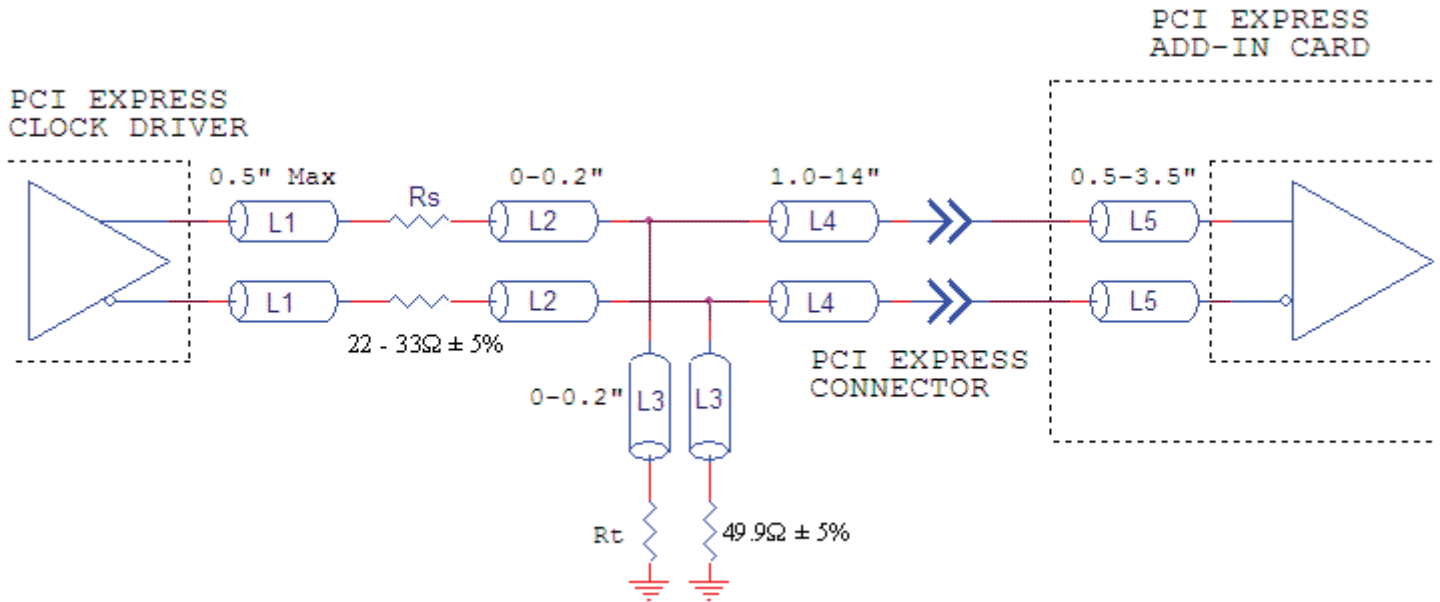 PCI EXPRESS
ADD-IN CARD
PCI EXPRESS
CLOCK DRIVER
0.5" Max
Rs
0-0.2"
1.0-14"
0.5-3.5"
L1
L2
L4
L5
L1
L2
L4
L5
22 - 33Ω ± 5%
PCI EXPRESS
CONNECTOR
0-0.2"
L3
L3
Rt
49.9Ω ± 5%